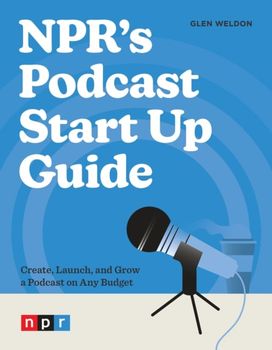 GLEN WELDON
NPR's
Podcast
Start Up
Guide
Create, Launch, and Grow
a Podcast on Any Budget
npr